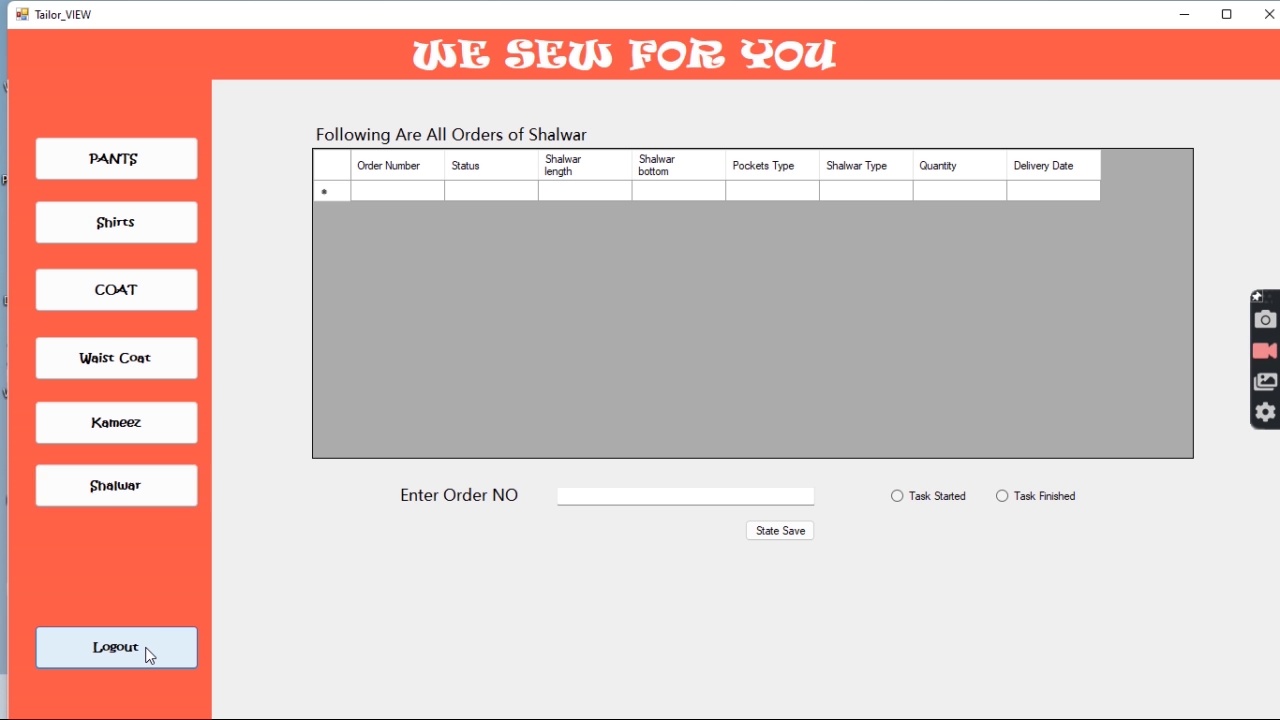 Tailor_VIEW
WE SEW FOR YOU
PANTS
Shirts
COAT
Waist Coat
Kameez
Shalwar
Logout
Following Are All Orders of Shalwar
Order Number
Status
Shalwar
length
Shalwar
bottom
Pockets Type
Shalwar Type
Quantity
Delivery Date
Enter Order NO
Task Started
Task Finished
State Save